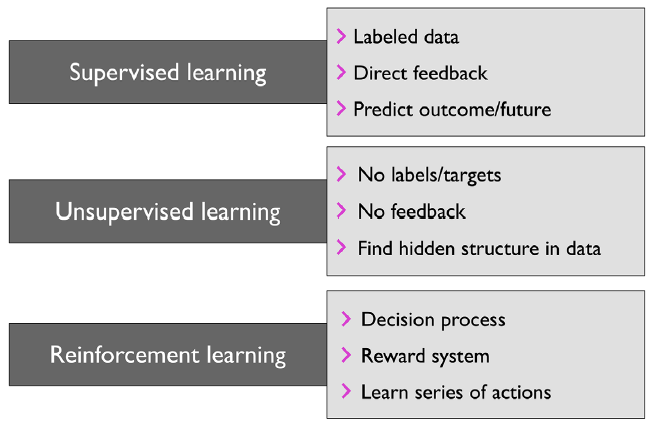 Supervised learning
Labeled data
Direct feedback
Predict outcome/future
Unsupervised learning
No labels/targets
No feedback
Find hidden structure in data
Reinforcement learning
Decision process
Reward system
Learn series of actions